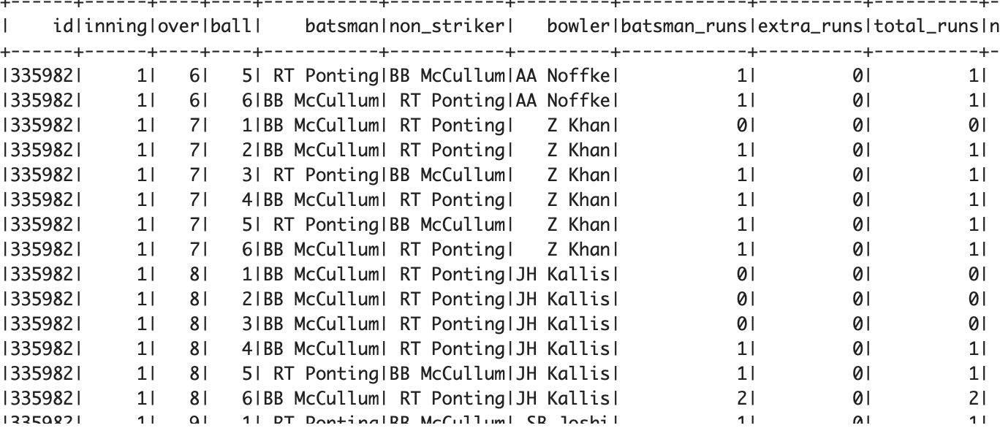 +------+------+----+----+------------+------------+----------+------------+----------+----------+-
|    id|inning|over|ball|     batsman| non_striker|    bowler|batsman_runs|extra_runs|total_runs|n
+------+------+----+----+------------+------------+----------+------------+----------+----------+-
|335982|     1|   6|   5|  RT Ponting|BB McCullum|AA Noffke|           1|         0|         1|
|335982|     1|   6|   6|BB McCullum|  RT Ponting|AA Noffke|           1|         0|         1|
|335982|     1|   7|   1|BB McCullum|  RT Ponting|   Z Khan|           0|         0|         0|
|335982|     1|   7|   2|BB McCullum|  RT Ponting|   Z Khan|           1|         0|         1|
|335982|     1|   7|   3|  RT Ponting|BB McCullum|   Z Khan|           1|         0|         1|
|335982|     1|   7|   4|BB McCullum|  RT Ponting|   Z Khan|           1|         0|         1|
|335982|     1|   7|   5|  RT Ponting|BB McCullum|   Z Khan|           1|         0|         1|
|335982|     1|   7|   6|BB McCullum|  RT Ponting|   Z Khan|           1|         0|         1|
|335982|     1|   8|   1|BB McCullum|  RT Ponting|JH Kallis|           0|         0|         0|
|335982|     1|   8|   2|BB McCullum|  RT Ponting|JH Kallis|           0|         0|         0|
|335982|     1|   8|   3|BB McCullum|  RT Ponting|JH Kallis|           0|         0|         0|
|335982|     1|   8|   4|BB McCullum|  RT Ponting|JH Kallis|           1|         0|         1|
|335982|     1|   8|   5|  RT Ponting|BB McCullum|JH Kallis|           1|         0|         1|
|335982|     1|   8|   6|BB McCullum|  RT Ponting|JH Kallis|           2|         0|         2|
|335982|     1|   9|   1|  RT Ponting|BB McCullum| SB Joshi|           1|         0|         1|